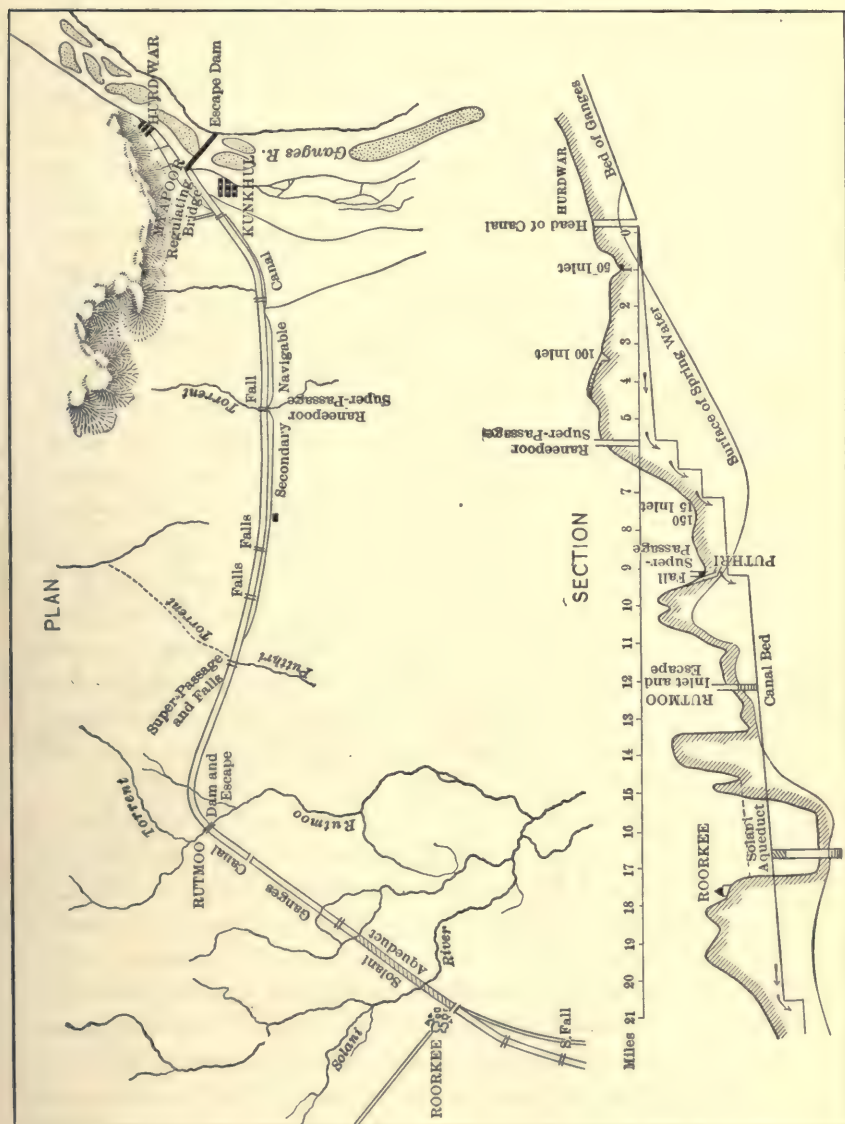 PLAN
HURDWAR
Escape Dam
MYAPOOR
Regulating
Bridge
Ganges R.
KUNKHUL
Canal
Navigable
Fall
Torrent
Raneepoor
Super-Passage
Secondary
Falls
Falls
Torrent
Puthri
Super-Passage
and Falls
Torrent
Dam and
Escape
RUTMOO
Rutmoo
Canal
Ganges
Solani
Aqueduct
River
Solani
ROORKEE
S.Fall
SECTION
HURDWAR
Bed of Ganges
Head of Canal
50 Inlet
100 Inlet
Surface of Spring Water
Raneepoor
Super-Passage
150 15 Inlet
PUTHRI
Super-
Passage
Fall
RUTMOO
Inlet and
Escape
Canal Bed
Solani
Aqueduct
ROORKEE
0
1
2
3
4
5
7
8
9
10
11
12
13
14
15
16
17
18
19
20
Miles 21